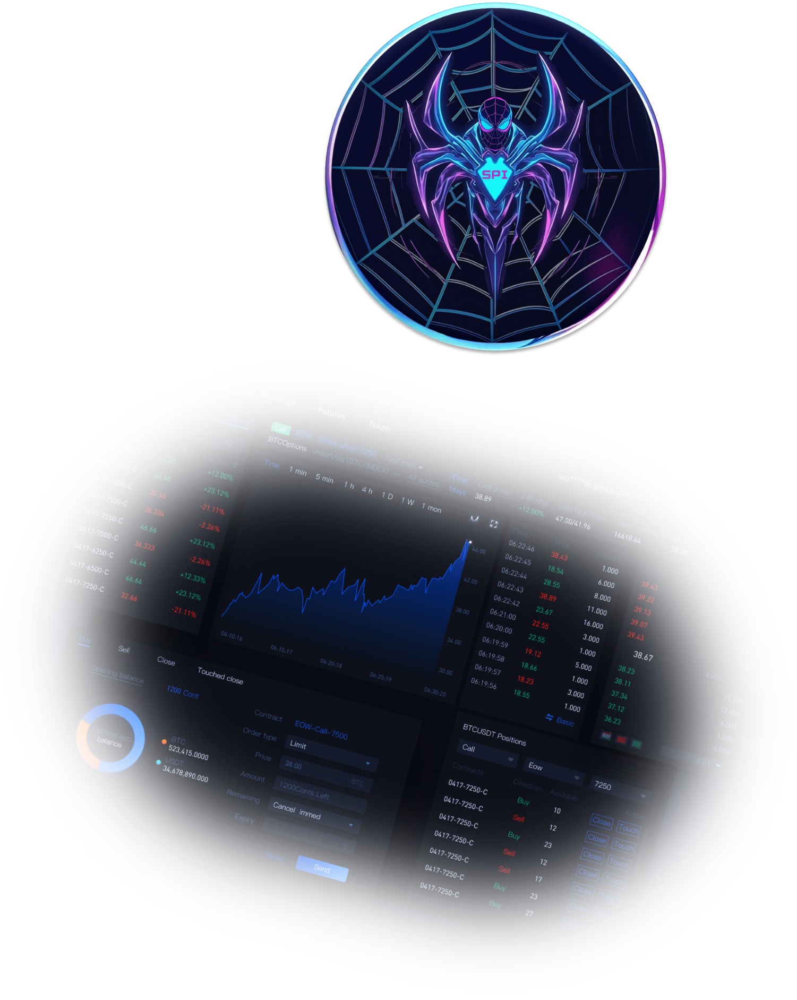 SPI
Exchange Futures Token
Call EOW Strike price: 7250 Fast track
BTCOptions underlying (BTC/INDEX) -- All quotes
Time 1days
Last price 38.89
24h chg +12.00%
24H High/Low 47.00/41.96
16618.44
38.00
wu****@.gmail.com
Time 1 min 5 min 1 h 4 h 1 D 1 W 1 mon
46.66 +12.00%
32.66 +23.12%
0417-7500-C 36.334 -21.11%
0417-7250-C 46.66 -2.26%
0417-7000-C 36.333 +23.12%
0417-6250-C 44.44 -2.26%
0417-6500-C 46.66 +12.33%
0417-7250-C 32.66 +23.12%
-21.11%
46.00
42.00
38.00
34.00
30.00
06:10:16 06:15:17 06:20:18 06:25:19 06:30:20
Time Price Amount
06:22:46 38.43 1.000
06:22:45 18.54 6.000
06:22:44 28.55 8.000
06:22:43 38.89 11.000
06:22:42 23.67 16.000
06:21:00 22.55 3.000
06:20:00 22.55 1.000
06:19:59 19.12 5.000
06:19:58 18.66 1.000
06:19:57 18.23 3.000
06:19:56 18.55 1.000
Basic
39.43
39.22
39.13
39.07
39.43
38.67
38.23 4.000
38.11 11.000
37.34 12.000
37.12 6.000
36.23 1.000
5.000
0.01
Buy Sell Close Touched close
Opening balance 1200 Cont
Options acc balance
BTC
523,415.0000
USDT
34,678,890.000
Contract EOW-Call-7500
Order type Limit
Price 38.00 BTC
Amount 1200Conts Left
Remaining Cancel immed
Expiry S
Reset Send
BTCUSDT Positions
Call Eow 7250
Contracts Direction Available Action
0417-7250-C Buy 10 Close Touch
0417-7250-C Sell 12 Close Touch
0417-7250-C Buy 23 Close Touch
0417-7250-C Sell 12 Close Touch
0417-7250-C Sell 17 Close Touch
0417-7250-C Buy 23 Close Touch
0417-7250-C Buy 27 Close